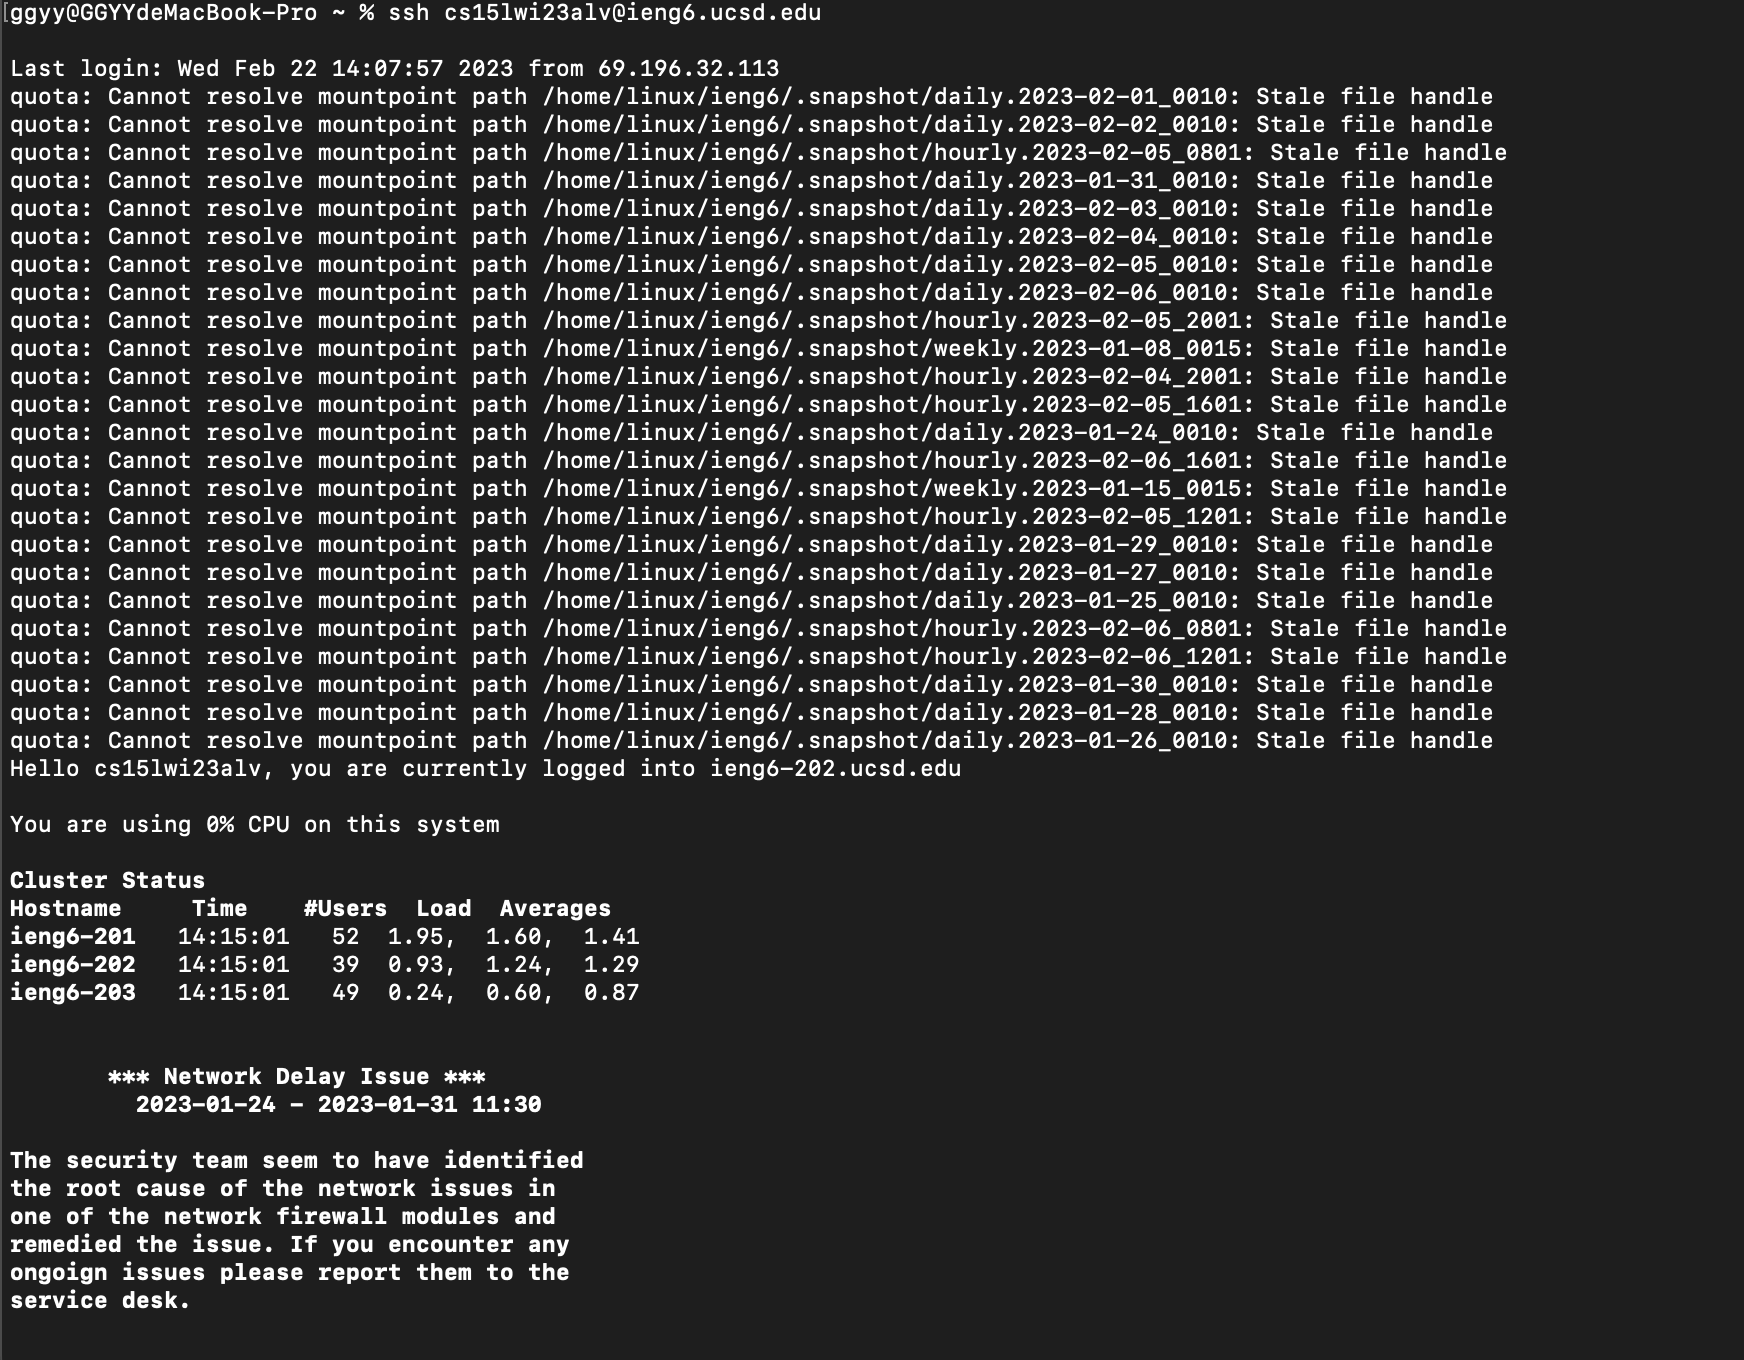 [ggyy@GGYYdeMacBook-Pro ~ % ssh cs15lwi23alv@ieng6.ucsd.edu
Last login: Wed Feb 22 14:07:57 2023 from 69.196.32.113
quota: Cannot resolve mountpoint path /home/linux/ieng6/.snapshot/daily.2023-02-01_0010: Stale file handle
quota: Cannot resolve mountpoint path /home/linux/ieng6/.snapshot/daily.2023-02-02_0010: Stale file handle
quota: Cannot resolve mountpoint path /home/linux/ieng6/.snapshot/hourly.2023-02-05_0801: Stale file handle
quota: Cannot resolve mountpoint path /home/linux/ieng6/.snapshot/daily.2023-01-31_0010: Stale file handle
quota: Cannot resolve mountpoint path /home/linux/ieng6/.snapshot/daily.2023-02-03_0010: Stale file handle
quota: Cannot resolve mountpoint path /home/linux/ieng6/.snapshot/daily.2023-02-04_0010: Stale file handle
quota: Cannot resolve mountpoint path /home/linux/ieng6/.snapshot/daily.2023-02-05_0010: Stale file handle
quota: Cannot resolve mountpoint path /home/linux/ieng6/.snapshot/daily.2023-02-06_0010: Stale file handle
quota: Cannot resolve mountpoint path /home/linux/ieng6/.snapshot/hourly.2023-02-05_2001: Stale file handle
quota: Cannot resolve mountpoint path /home/linux/ieng6/.snapshot/weekly.2023-01-08_0015: Stale file handle
quota: Cannot resolve mountpoint path /home/linux/ieng6/.snapshot/hourly.2023-02-04_2001: Stale file handle
quota: Cannot resolve mountpoint path /home/linux/ieng6/.snapshot/hourly.2023-02-05_1601: Stale file handle
quota: Cannot resolve mountpoint path /home/linux/ieng6/.snapshot/daily.2023-01-24_0010: Stale file handle
quota: Cannot resolve mountpoint path /home/linux/ieng6/.snapshot/hourly.2023-02-06_1601: Stale file handle
quota: Cannot resolve mountpoint path /home/linux/ieng6/.snapshot/weekly.2023-01-15_0015: Stale file handle
quota: Cannot resolve mountpoint path /home/linux/ieng6/.snapshot/hourly.2023-02-05_1201: Stale file handle
quota: Cannot resolve mountpoint path /home/linux/ieng6/.snapshot/daily.2023-01-29_0010: Stale file handle
quota: Cannot resolve mountpoint path /home/linux/ieng6/.snapshot/daily.2023-01-27_0010: Stale file handle
quota: Cannot resolve mountpoint path /home/linux/ieng6/.snapshot/daily.2023-01-25_0010: Stale file handle
quota: Cannot resolve mountpoint path /home/linux/ieng6/.snapshot/hourly.2023-02-06_0801: Stale file handle
quota: Cannot resolve mountpoint path /home/linux/ieng6/.snapshot/hourly.2023-02-06_1201: Stale file handle
quota: Cannot resolve mountpoint path /home/linux/ieng6/.snapshot/daily.2023-01-30_0010: Stale file handle
quota: Cannot resolve mountpoint path /home/linux/ieng6/.snapshot/daily.2023-01-28_0010: Stale file handle
quota: Cannot resolve mountpoint path /home/linux/ieng6/.snapshot/daily.2023-01-26_0010: Stale file handle
Hello cs15lwi23alv, you are currently logged into ieng6-202.ucsd.edu
You are using 0% CPU on this system
Cluster Status
Hostname     Time    #Users  Load  Averages
ieng6-201   14:15:01   52  1.95,  1.60,  1.41
ieng6-202   14:15:01   39  0.93,  1.24,  1.29
ieng6-203   14:15:01   49  0.24,  0.60,  0.87
*** Network Delay Issue ***
2023-01-24 - 2023-01-31 11:30
The security team seem to have identified
the root cause of the network issues in
one of the network firewall modules and
remedied the issue. If you encounter any
ongoign issues please report them to the
service desk.